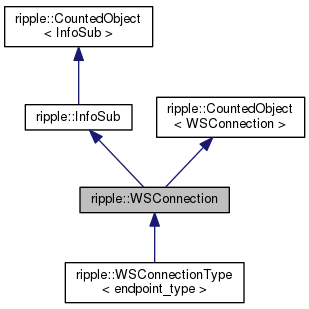 ripple::CountedObject
< InfoSub >
ripple::InfoSub
ripple::CountedObject
< WSConnection >
ripple::WSConnection
ripple::WSConnectionType
< endpoint_type >